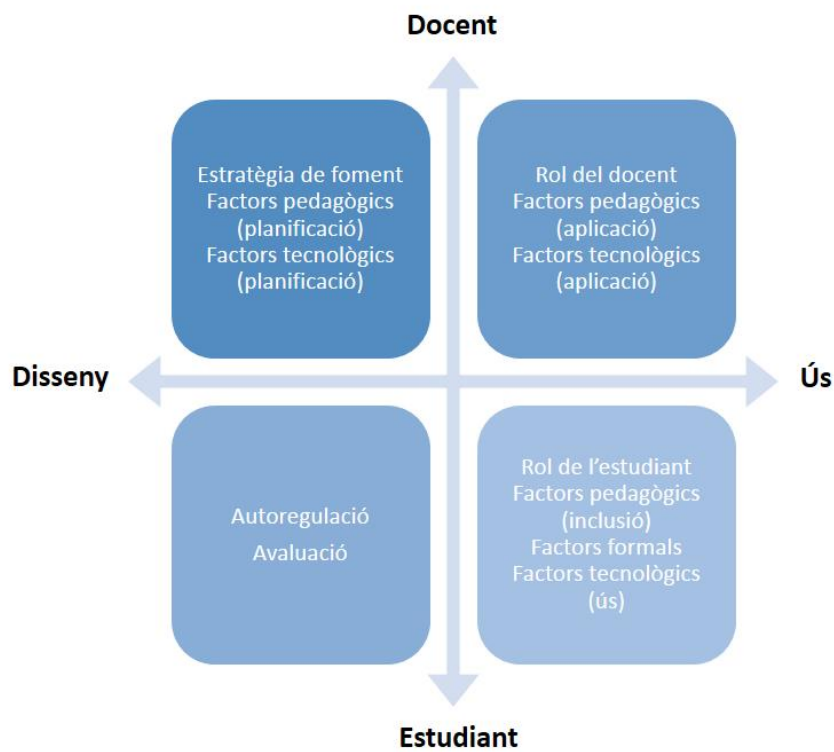 Docent
Estratègia de foment
Factors pedagògics
(planificació)
Factors tecnològics
(planificació)
Rol del docent
Factors pedagògics
(aplicació)
Factors tecnològics
(aplicació)
Disseny
Ús
Autoregulació
Avaluació
Rol de l’estudiant
Factors pedagògics
(inclusió)
Factors formals
Factors tecnològics
(ús)
Estudiant